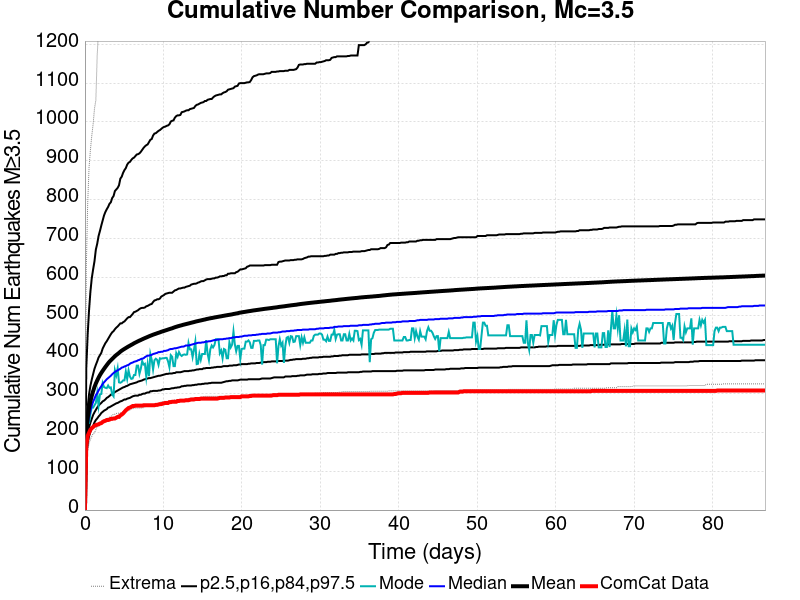 Cumulative Number Comparison, Mc=3.5
Cumulative Num Earthquakes M≥3.5
1200
1100
1000
900
800
700
600
500
400
300
200
100
0
0 10 20 30 40 50 60 70 80
Time (days)
Extrema p2.5,p16,p84,p97.5 Mode Median Mean ComCat Data